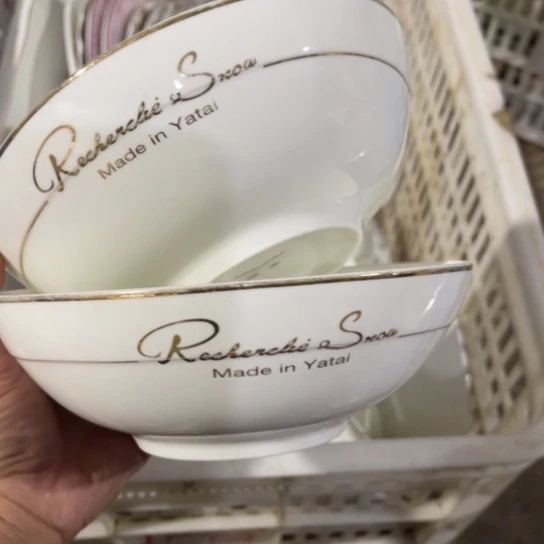 Recherché & Snow
Made in Yatai
Recherché & Snow
Made in Yatai